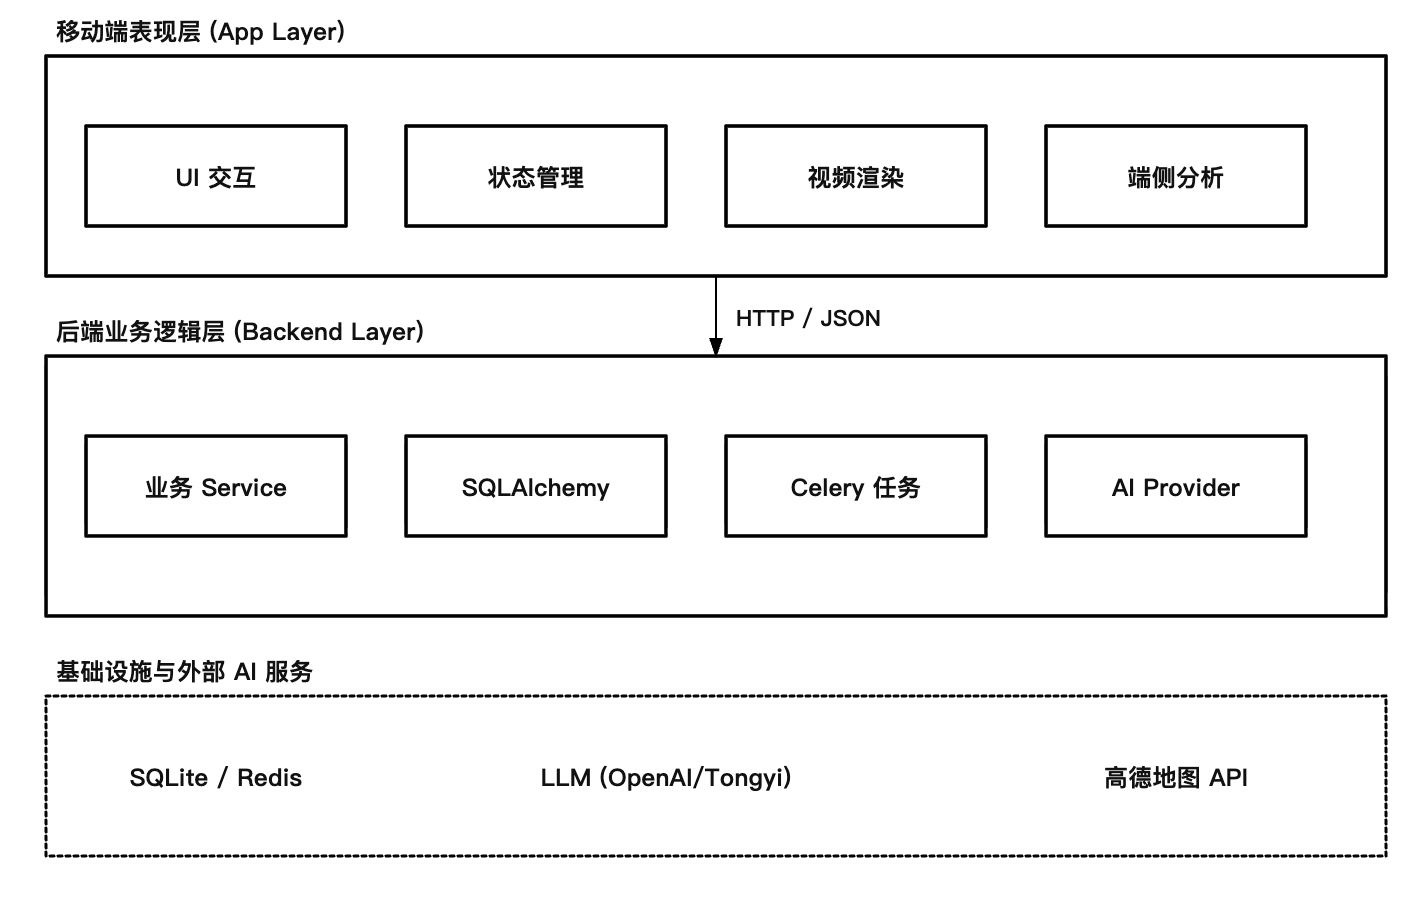 移动端表现层 (App Layer)
UI 交互
状态管理
视频渲染
端侧分析
HTTP / JSON
后端业务逻辑层 (Backend Layer)
业务 Service
SQLAlchemy
Celery 任务
AI Provider
基础设施与外部 AI 服务
SQLite / Redis
LLM (OpenAI/Tongyi)
高德地图 API